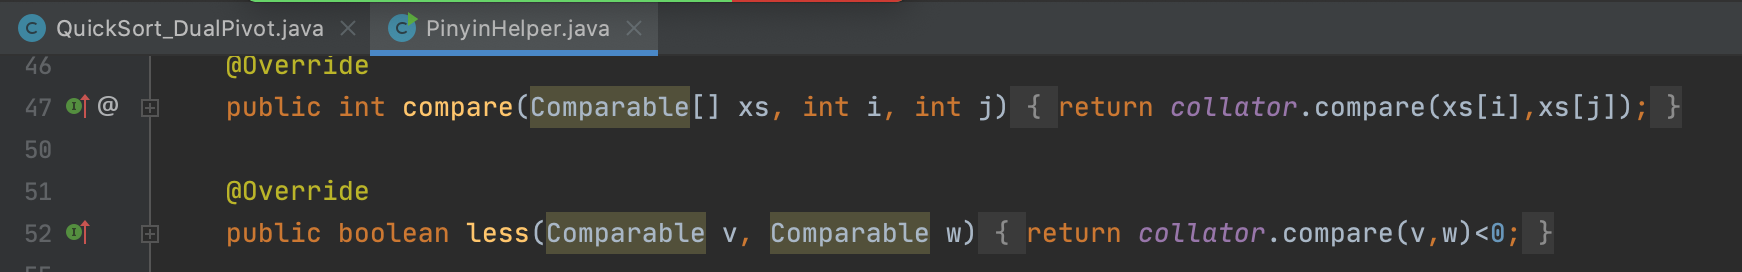 QuickSort_DualPivot.java PinyinHelper.java
46 @Override
47 @ public int compare(Comparable[] xs, int i, int j) { return collator.compare(xs[i],xs[j]); }
50
51 @Override
52 public boolean less(Comparable v, Comparable w) { return collator.compare(v,w)<0; }
55